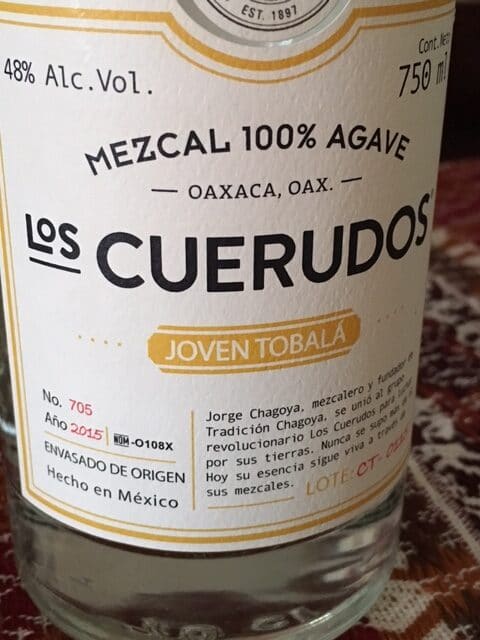 EST. 1897
48% Alc.Vol.
Cont. Neto
750 ml
MEZCAL 100% AGAVE
— OAXACA, OAX. —
LOS CUERUDOS
JOVEN TOBALÁ
No. 705
Año 2015
NOM-O108X
ENVASADO DE ORIGEN
Hecho en México
Jorge Chagoya, mezcalero y fundador de
Tradición Chagoya, se unió al grupo
revolucionario Los Cuerudos para luchar
por sus tierras. Nunca se supo más de
Hoy su esencia sigue viva a través
sus mezcales.
LOTE: CT-